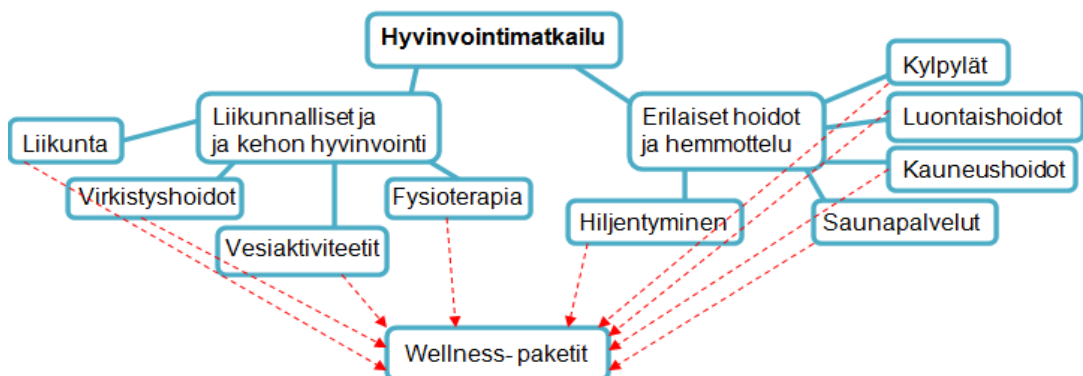 Hyvinvointimatkailu
Kylpylät
Liikunnalliset ja
ja kehon hyvinvointi
Erilaiset hoidot
ja hemmottelu
Luontaishoidot
Liikunta
Kauneushoidot
Virkistyshoidot
Fysioterapia
Hiljentyminen
Saunapalvelut
Vesiaktiviteetit
Wellness- paketit